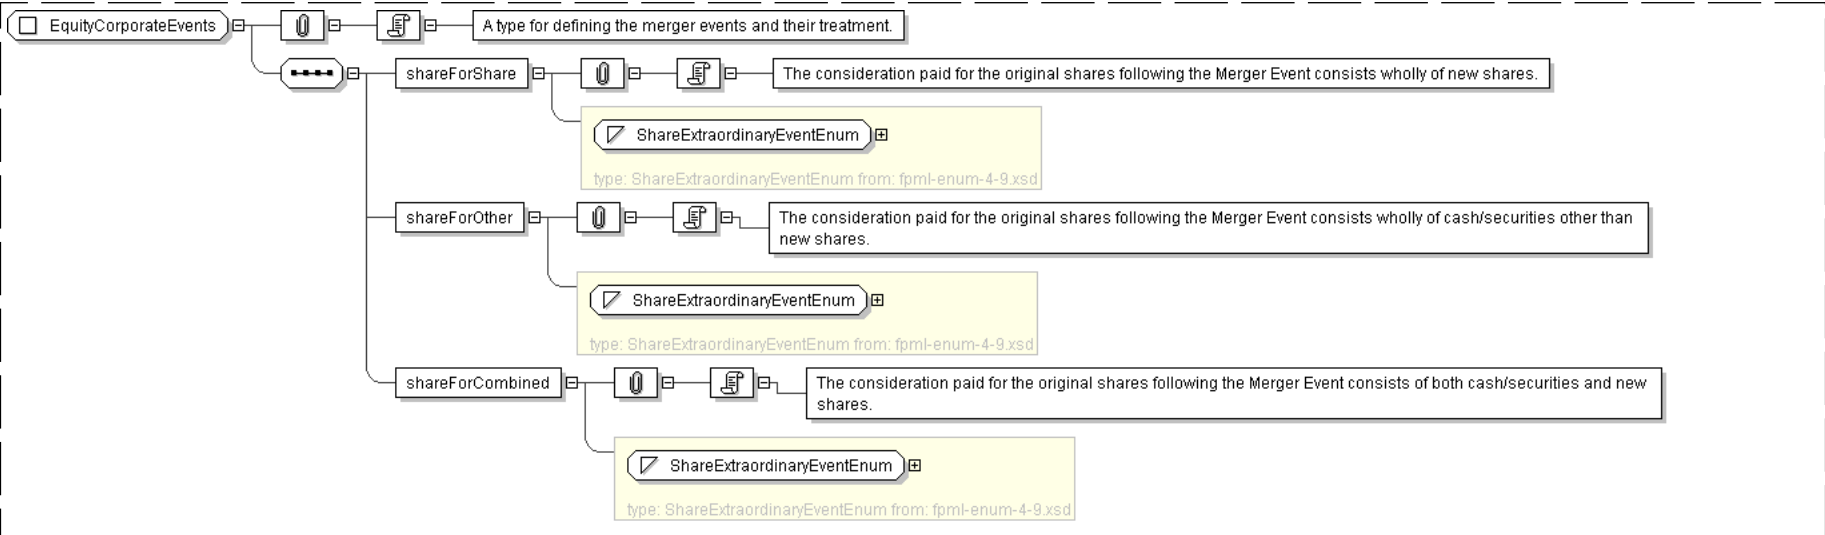 EquityCorporateEvents
A type for defining the merger events and their treatment.
shareForShare
The consideration paid for the original shares following the Merger Event consists wholly of new shares.
ShareExtraordinaryEventEnum
type: ShareExtraordinaryEventEnum from: fpml-enum-4-9.xsd
shareForOther
The consideration paid for the original shares following the Merger Event consists wholly of cash/securities other than
new shares.
ShareExtraordinaryEventEnum
type: ShareExtraordinaryEventEnum from: fpml-enum-4-9.xsd
shareForCombined
The consideration paid for the original shares following the Merger Event consists of both cash/securities and new
shares.
ShareExtraordinaryEventEnum
type: ShareExtraordinaryEventEnum from: fpml-enum-4-9.xsd